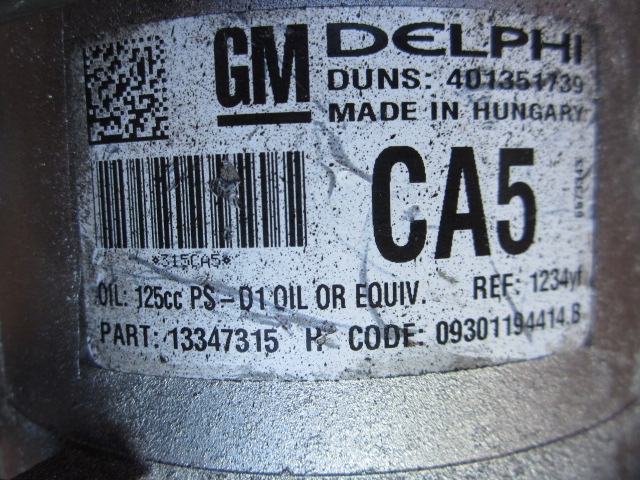 GM DELPHI
DUNS: 401351739
MADE IN HUNGARY
CA5
*315CA5*
OIL: 125cc PS-D1 OIL OR EQUIV. REF: 1234yf
PART: 13347315 H CODE: 09301194414.B